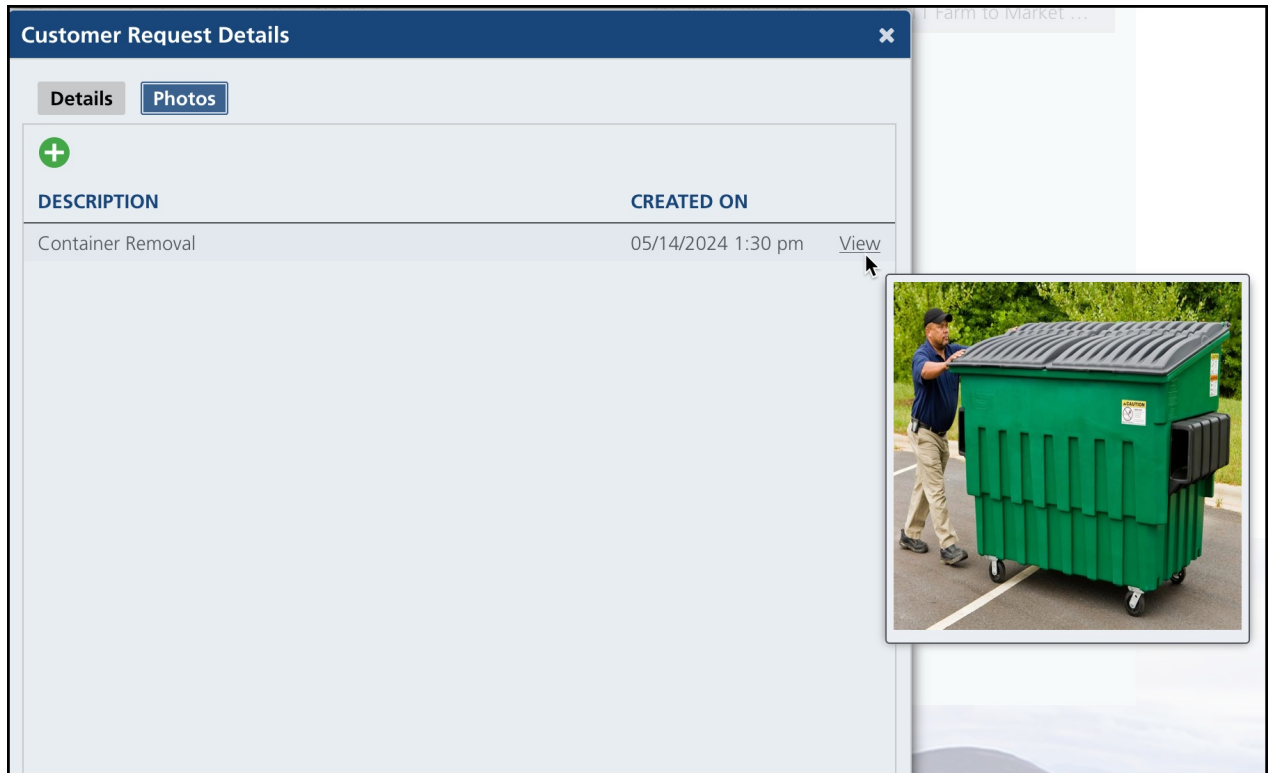 1 Farm to Market ...
Customer Request Details
Details Photos
DESCRIPTION CREATED ON
Container Removal 05/14/2024 1:30 pm View
CAUTION